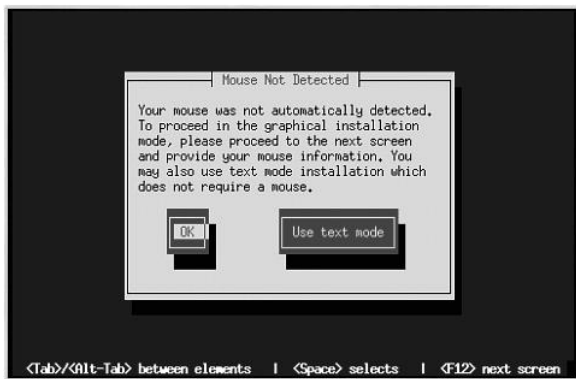 Mouse Not Detected
Your mouse was not automatically detected.
To proceed in the graphical installation
mode, please proceed to the next screen
and provide your mouse information. You
may also use text mode installation which
does not require a mouse.
OK Use text mode
<Tab>/<Alt-Tab> between elements | <Space> selects | <F12> next screen